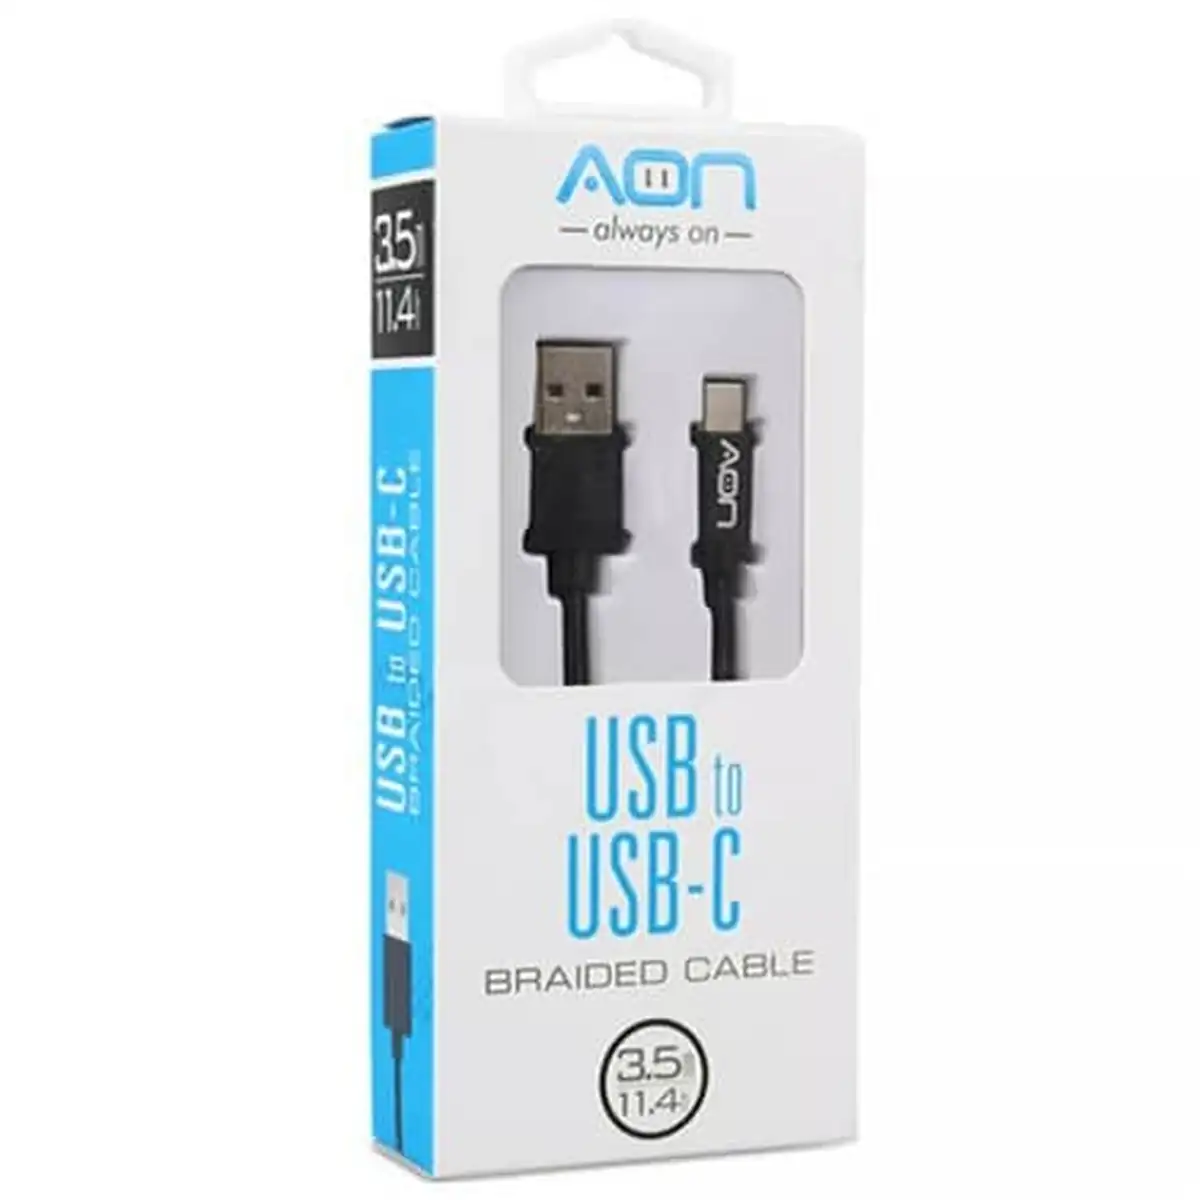 AON
always on
AON
USB to
USB-C
BRAIDED CABLE
3.5
11.4
3.5
11.4
USB to USB-C
BRAIDED CABLE